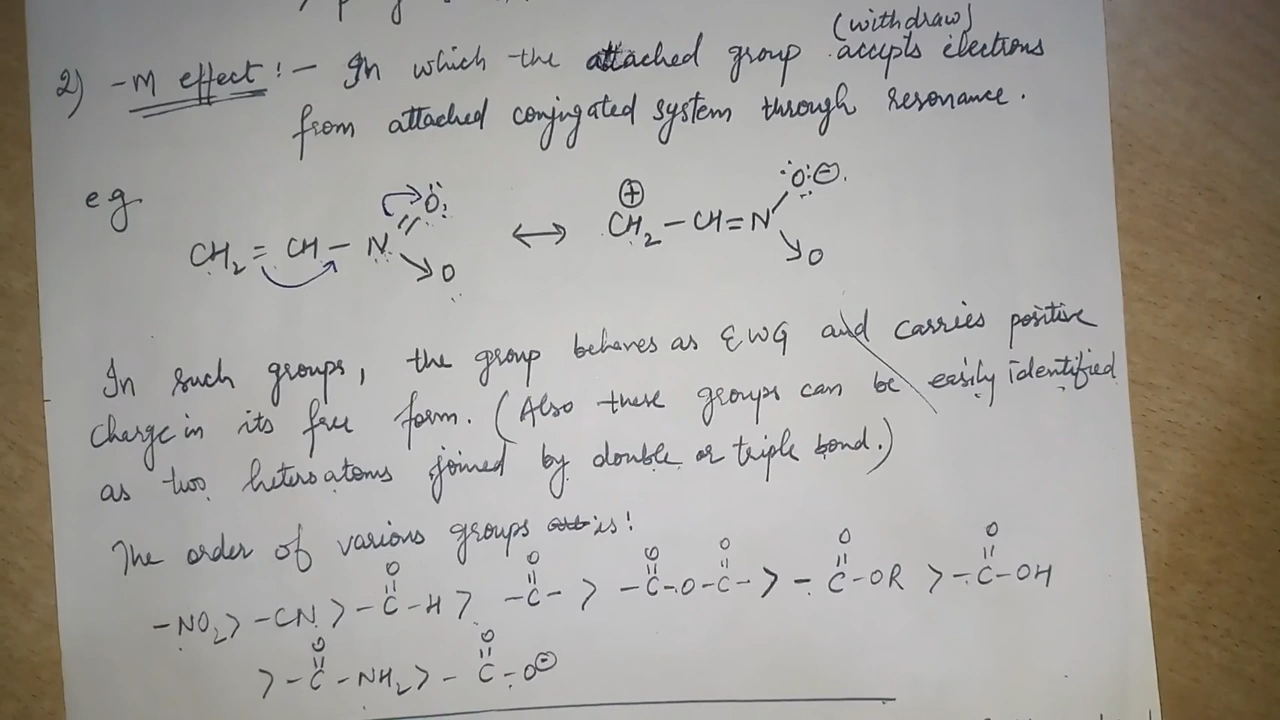 (withdraw)
2) -M effect :- In which the attached group accepts electrons
from attached conjugated system through resonance.
eg
CH₂ = CH - N = O → O ↔ ⊕ CH₂ - CH = N - O ⊖ → O
In such groups, the group behaves as EWG and carries positive
charge in its free form. (Also these groups can be easily identified
as two heteroatoms joined by double or triple bond.)
The order of various groups is :
-NO₂ > -CN > -C(=O)-H > -C(=O)- > -C(=O)-O-C(=O)- > -C(=O)-OR > -C(=O)-OH
> -C(=O)-NH₂ > -C(=O)-O⊖